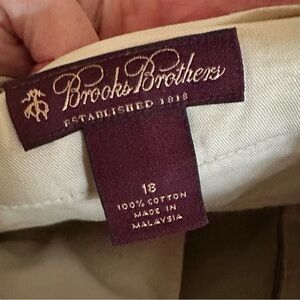 Brooks Brothers
ESTABLISHED 1818
18
100% COTTON
MADE IN
MALAYSIA